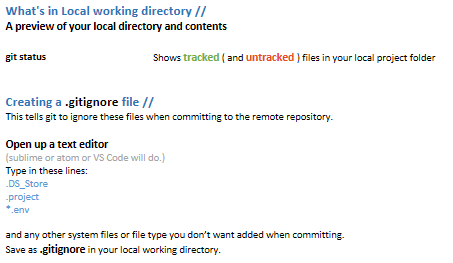 What's in Local working directory //
A preview of your local directory and contents
git status Shows tracked ( and untracked ) files in your local project folder
Creating a .gitignore file //
This tells git to ignore these files when committing to the remote repository.
Open up a text editor
(sublime or atom or VS Code will do.)
Type in these lines:
.DS_Store
.project
*.env
and any other system files or file type you don't want added when committing.
Save as .gitignore in your local working directory.